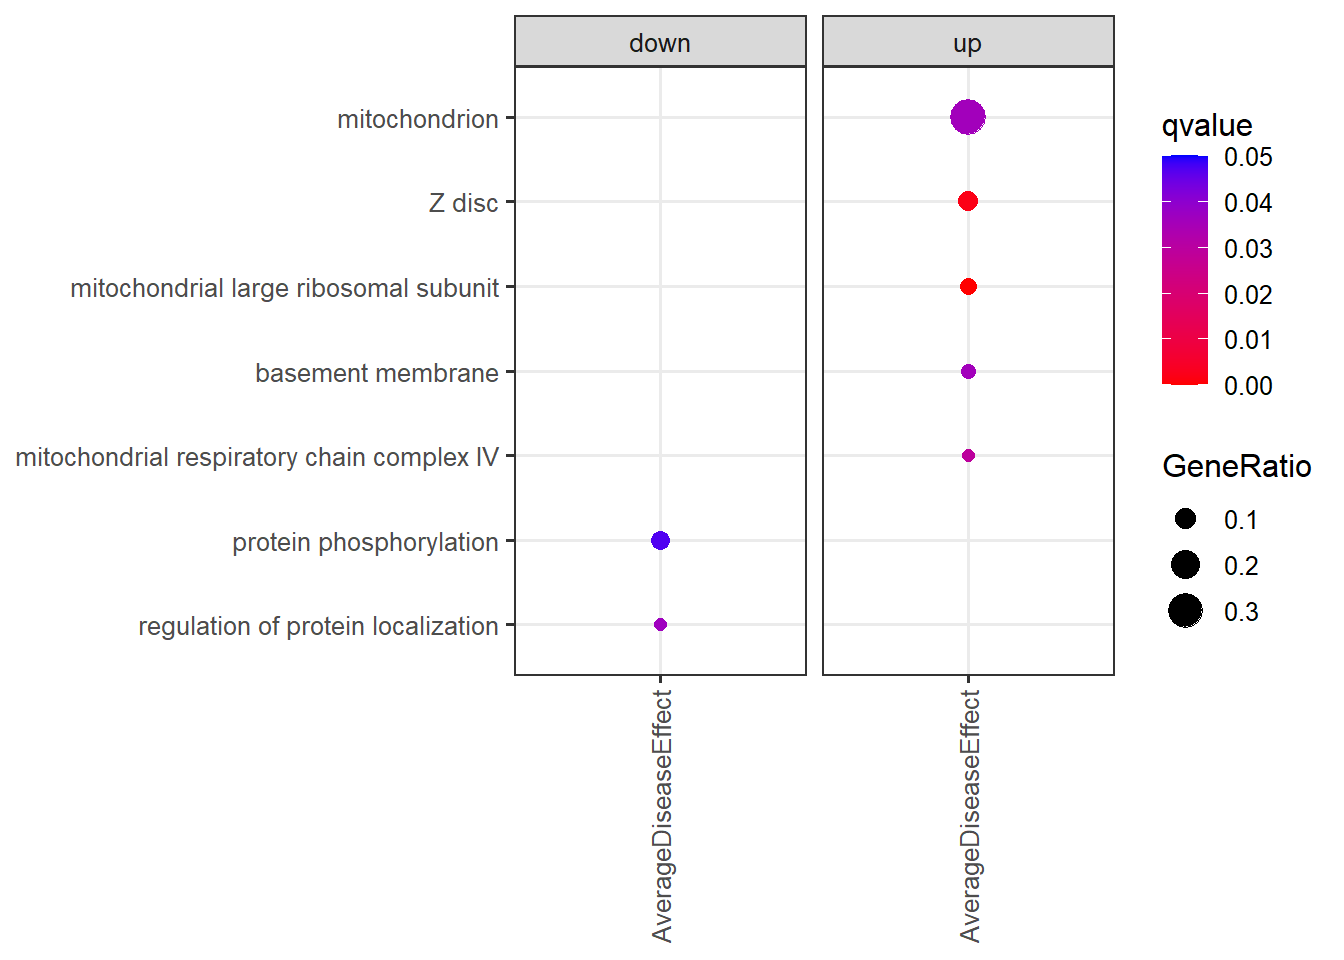 down
up
mitochondrion
Z disc
mitochondrial large ribosomal subunit
basement membrane
mitochondrial respiratory chain complex IV
protein phosphorylation
regulation of protein localization
AverageDiseaseEffect
AverageDiseaseEffect
qvalue
0.05
0.04
0.03
0.02
0.01
0.00
GeneRatio
0.1
0.2
0.3